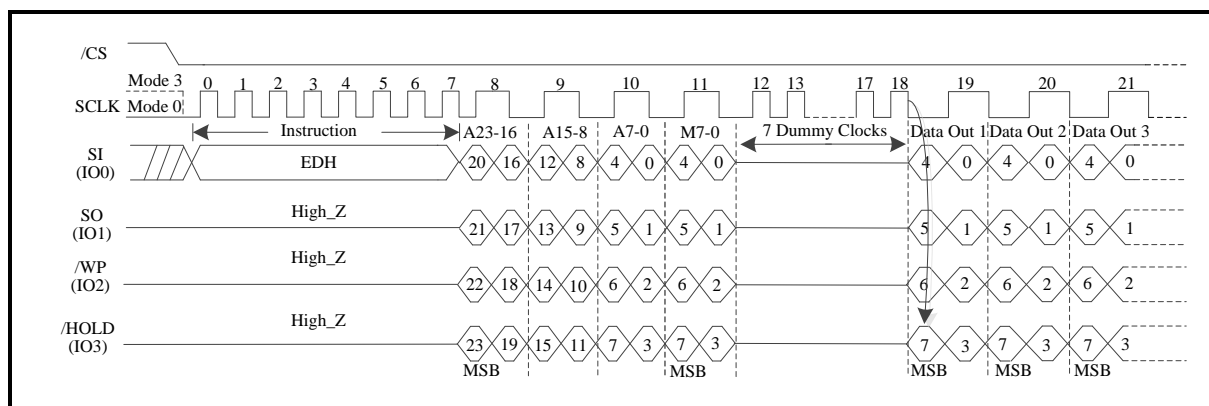 /CS
Mode 3
0 1 2 3 4 5 6 7 8 9 10 11 12 13 17 18 19 20 21
SCLK Mode 0
Instruction A23-16 A15-8 A7-0 M7-0 7 Dummy Clocks Data Out 1 Data Out 2 Data Out 3
SI
(IO0)
EDH 20 16 12 8 4 0 4 0 4 0 4 0 4 0
High_Z
SO
(IO1)
21 17 13 9 5 1 5 1 5 1 5 1 5 1
High_Z
/WP
(IO2)
22 18 14 10 6 2 6 2 6 2 6 2 6 2
High_Z
/HOLD
(IO3)
23 19 15 11 7 3 7 3 7 3 7 3 7 3
MSB MSB MSB MSB MSB